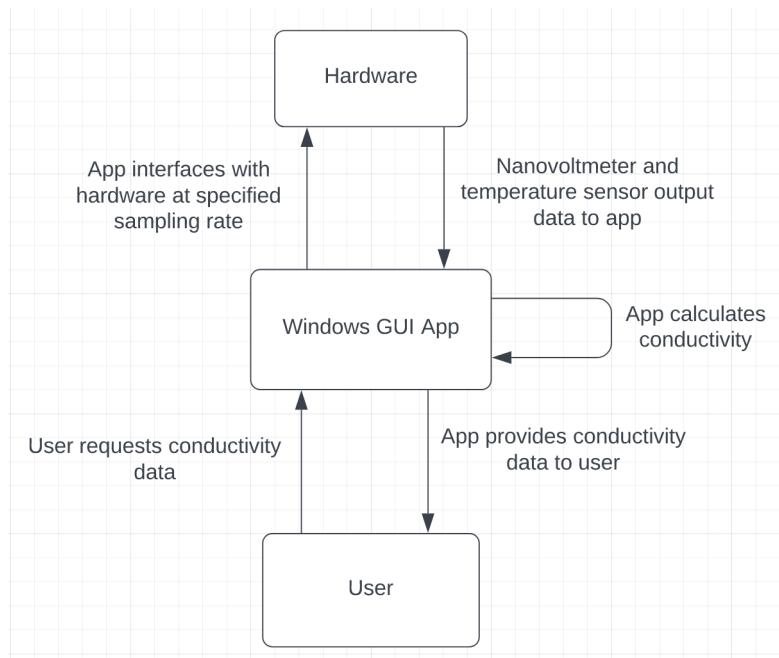 Hardware
App interfaces with
hardware at specified
sampling rate
Nanovoltmeter and
temperature sensor output
data to app
Windows GUI App
App calculates
conductivity
User requests conductivity
data
App provides conductivity
data to user
User